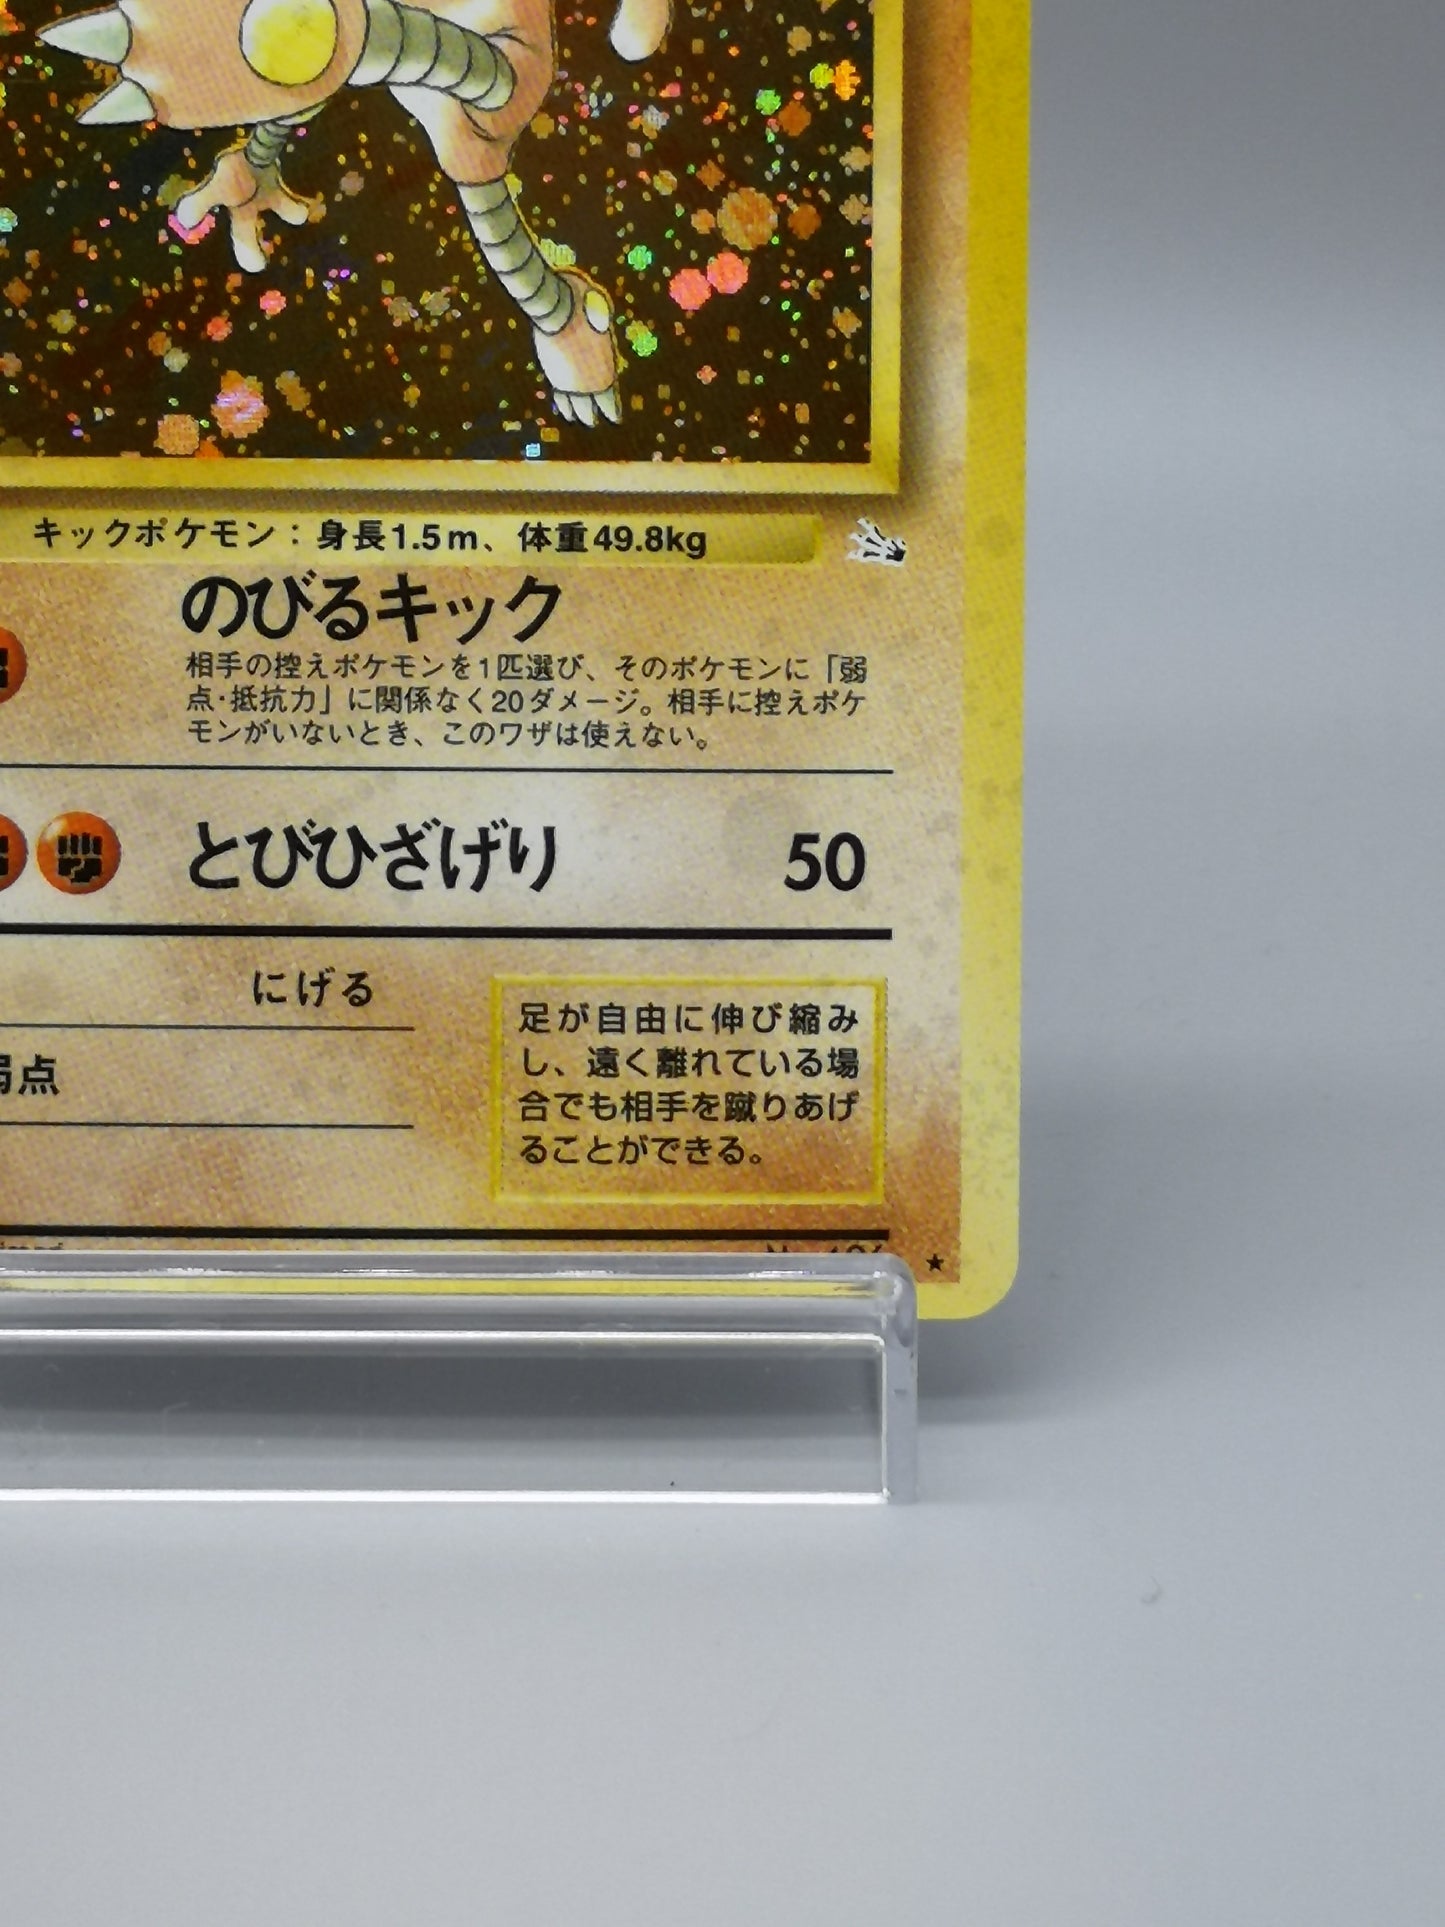 キックポケモン：身長1.5m、体重49.8kg
のびるキック
相手の控えポケモンを1匹選び、そのポケモンに「弱
点・抵抗力」に関係なく20ダメージ。相手に控えポケ
モンがいないとき、このワザは使えない。
とびひざげり 50
にげる
弱点
足が自由に伸び縮み
し、遠く離れている場
合でも相手を蹴りあげ
ることができる。
★